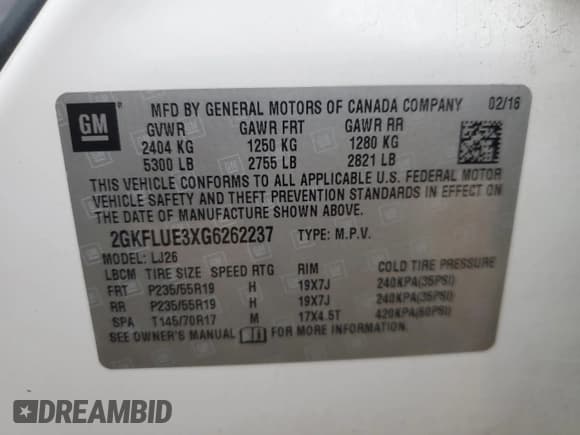 GM
MFD BY GENERAL MOTORS OF CANADA COMPANY 02/16
GVWR GAWR FRT GAWR RR
2404 KG 1250 KG 1280 KG
5300 LB 2755 LB 2821 LB
THIS VEHICLE CONFORMS TO ALL APPLICABLE U.S. FEDERAL MOTOR
VEHICLE SAFETY AND THEFT PREVENTION STANDARDS IN EFFECT ON
THE DATE OF MANUFACTURE SHOWN ABOVE.
2GKFLUE3XG6262237 TYPE: M.P.V.
MODEL: LJ26
LBCM TIRE SIZE SPEED RTG RIM COLD TIRE PRESSURE
FRT P235/55R19 H 19X7J 240KPA(35PSI)
RR P235/55R19 H 19X7J 240KPA(35PSI)
SPA T145/70R17 M 17X4.5T 420KPA(60PSI)
SEE OWNER'S MANUAL FOR MORE INFORMATION.
DREAMBID